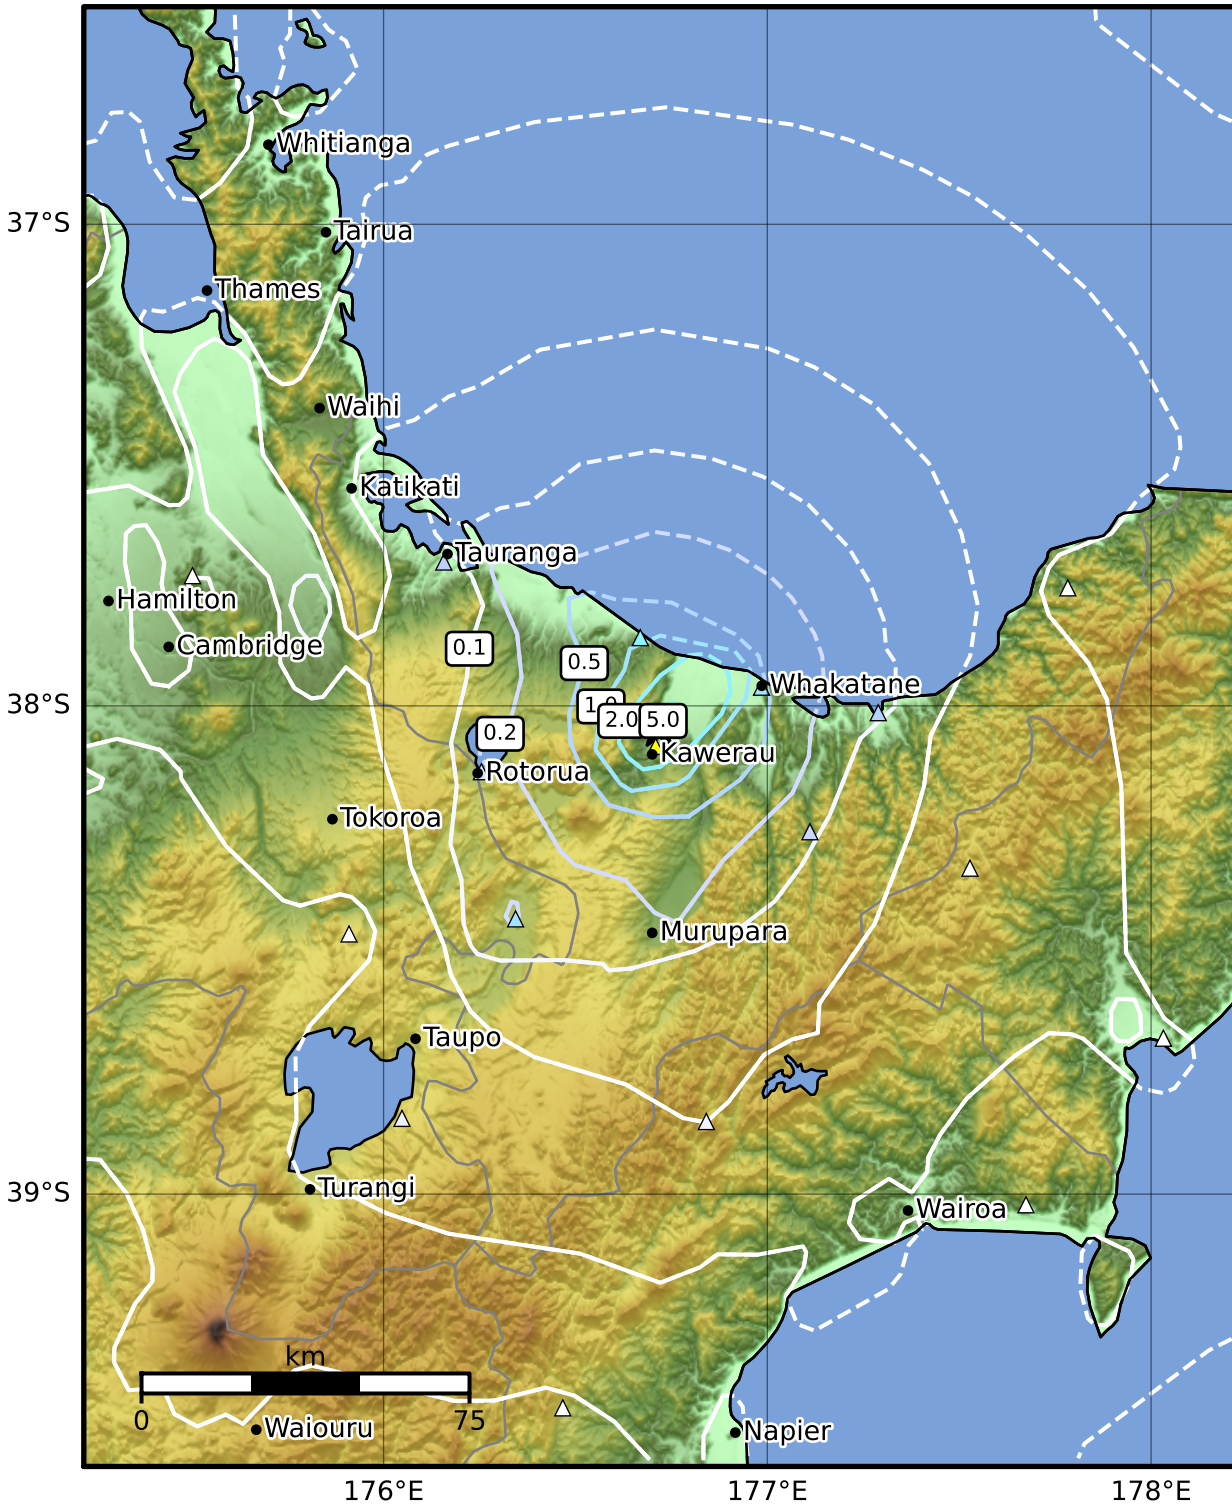 Whitianga
37°S
Tairua
Thames
Waihi
Katikati
Tauranga
Hamilton
Cambridge
0.1
0.5
38°S
Whakatane
2.0
5.0
0.2
Kawerau
Rotorua
Tokoroa
Murupara
Taupo
39°S
Turangi
Wairoa
km
0
75
Waiouru
Napier
176°E
177°E
178°E